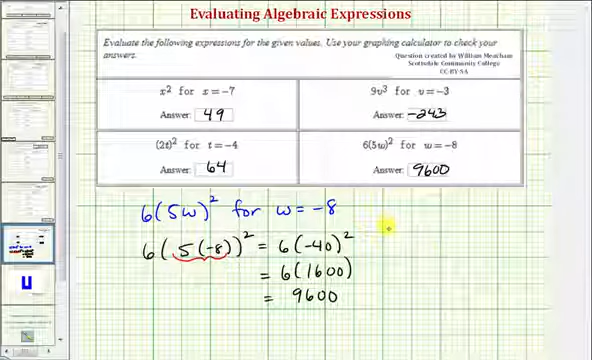 Evaluating Algebraic Expressions
Evaluate the following expressions for the given values. Use your graphing calculator to check your
answers.
Question created by William Meacham
Scottsdale Community College
CC-BY-SA
x² for x = −7
Answer: 49
9v³ for v = −3
Answer: −243
(2t)² for t = −4
Answer: 64
6(5w)² for w = −8
Answer: 9600
6(5w)² for w = −8
6(5(−8))² = 6(−40)²
= 6(1600)
= 9600